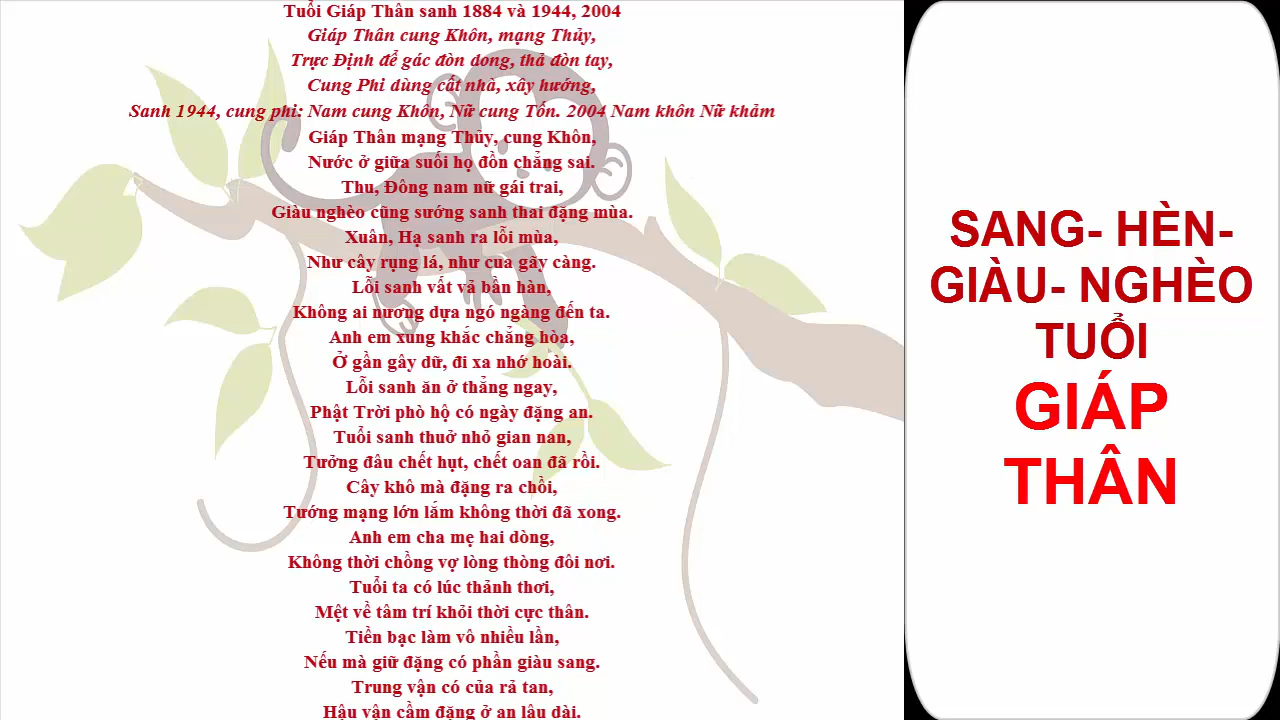 Tuổi Giáp Thân sanh 1884 và 1944, 2004
Giáp Thân cung Khôn, mạng Thủy,
Trực Định để gác đòn dong, thả đòn tay,
Cung Phi dùng cất nhà, xây hướng,
Sanh 1944, cung phi: Nam cung Khôn, Nữ cung Tốn. 2004 Nam khôn Nữ khảm
Giáp Thân mạng Thủy, cung Khôn,
Nước ở giữa suối họ đồn chẳng sai.
Thu, Đông nam nữ gái trai,
Giàu nghèo cũng sướng sanh thai đặng mùa.
Xuân, Hạ sanh ra lỗi mùa,
Như cây rụng lá, như cua gãy càng.
Lỗi sanh vất vả bần hàn,
Không ai nương dựa ngó ngàng đến ta.
Anh em xung khắc chẳng hòa,
Ở gần gây dữ, đi xa nhớ hoài.
Lỗi sanh ăn ở thẳng ngay,
Phật Trời phò hộ có ngày đặng an.
Tuổi sanh thuở nhỏ gian nan,
Tưởng đâu chết hụt, chết oan đã rồi.
Cây khô mà đặng ra chồi,
Tướng mạng lớn lắm không thời đã xong.
Anh em cha mẹ hai dòng,
Không thời chồng vợ lòng thòng đôi nơi.
Tuổi ta có lúc thảnh thơi,
Mệt về tâm trí khỏi thời cực thân.
Tiền bạc làm vô nhiều lần,
Nếu mà giữ đặng có phần giàu sang.
Trung vận có của rả tan,
Hậu vận cầm đặng ở an lâu dài.
SANG- HÈN-
GIÀU- NGHÈO
TUỔI
GIÁP
THÂN